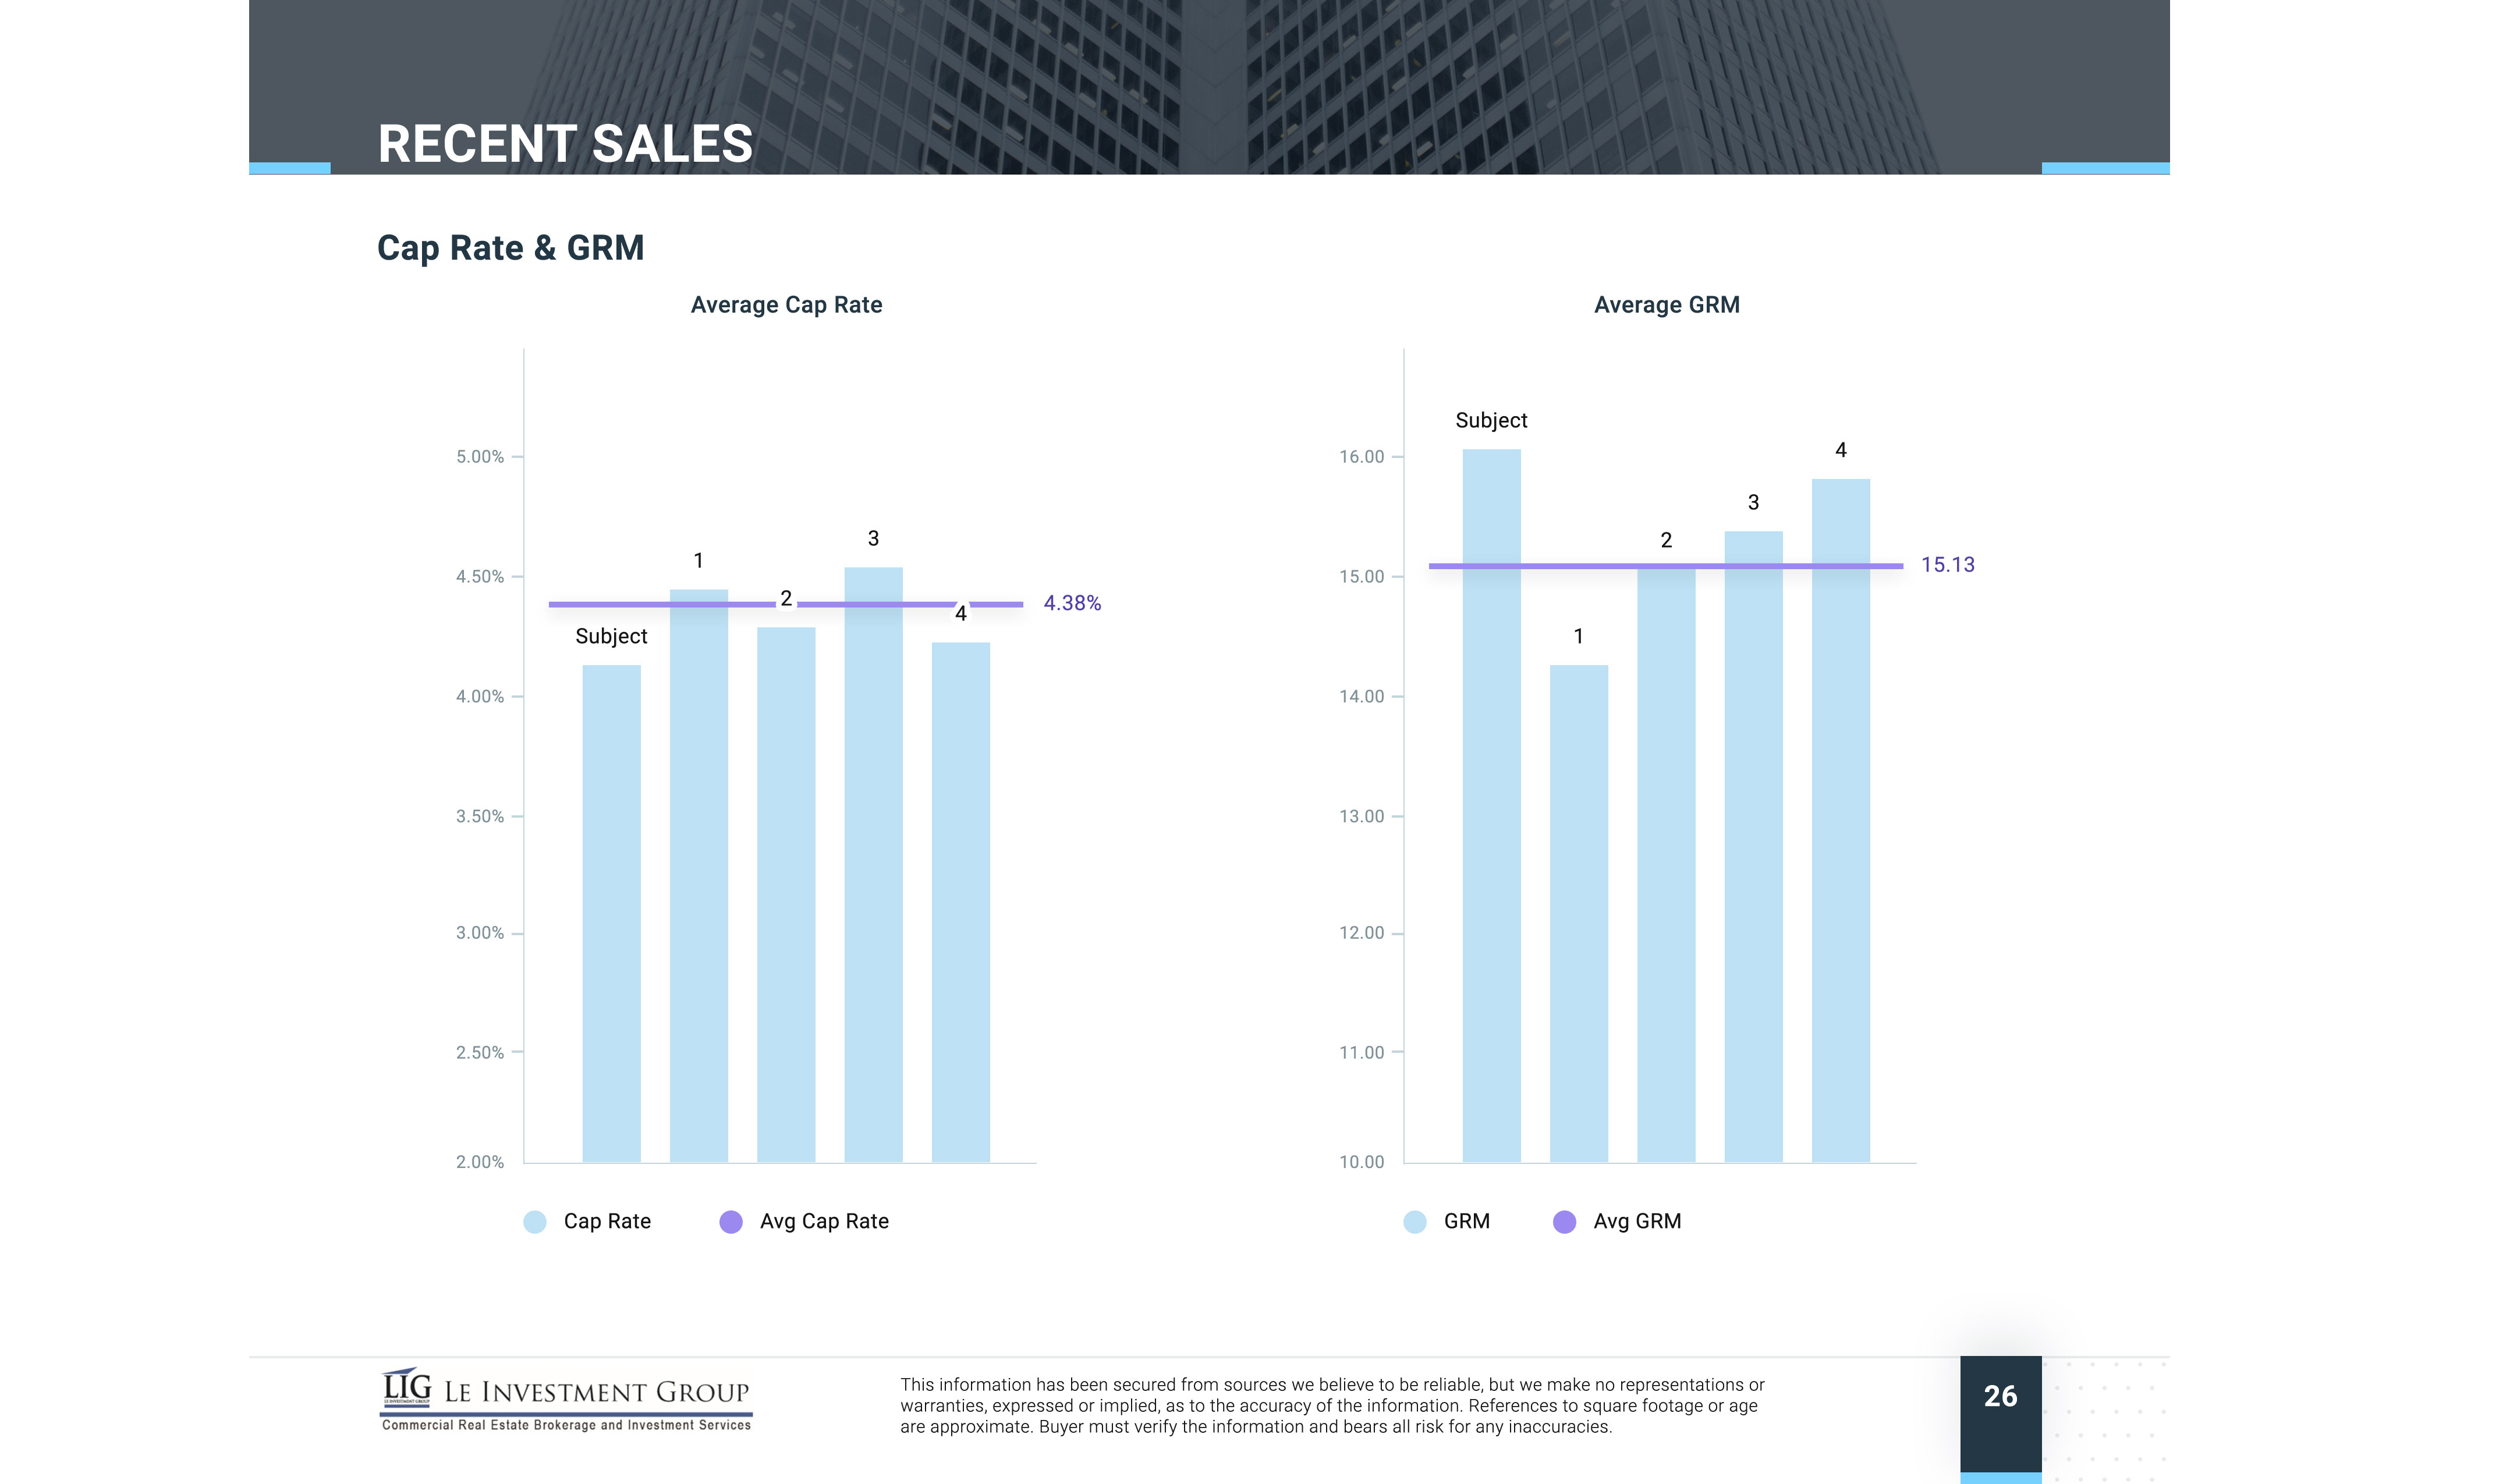 RECENT SALES
Cap Rate & GRM
Average Cap Rate
5.00%
4.50%
4.00%
3.50%
3.00%
2.50%
2.00%
Subject
1
2
3
4
4.38%
Cap Rate
Avg Cap Rate
Average GRM
16.00
15.00
14.00
13.00
12.00
11.00
10.00
Subject
1
2
3
4
15.13
GRM
Avg GRM
LIG LE INVESTMENT GROUP
LE INVESTMENT GROUP
Commercial Real Estate Brokerage and Investment Services
This information has been secured from sources we believe to be reliable, but we make no representations or
warranties, expressed or implied, as to the accuracy of the information. References to square footage or age
are approximate. Buyer must verify the information and bears all risk for any inaccuracies.
26